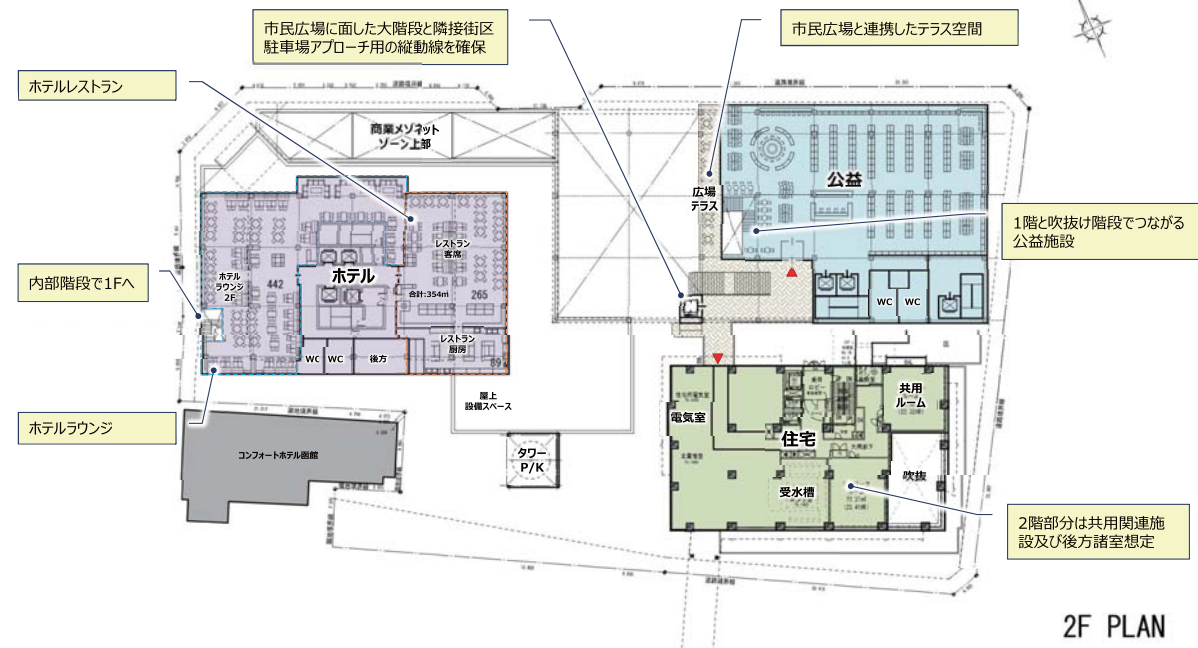 市民広場に面した大階段と隣接街区
駐車場アプローチ用の縦動線を確保
市民広場と連携したテラス空間
ホテルレストラン
商業メゾネット
ゾーン上部
公益
広場
テラス
1階と吹抜け階段でつながる
公益施設
レストラン
客席
ホテル
ホテル
ラウンジ
2F
442
合計:354㎡
265
内部階段で1Fへ
WC
WC
レストラン
厨房
89
WC
WC
後方
屋上
設備スペース
共用
ルーム
電気室
住宅
ホテルラウンジ
コンフォートホテル函館
タワー
P/K
吹抜
受水槽
2階部分は共用関連施
設及び後方諸室想定
2F PLAN